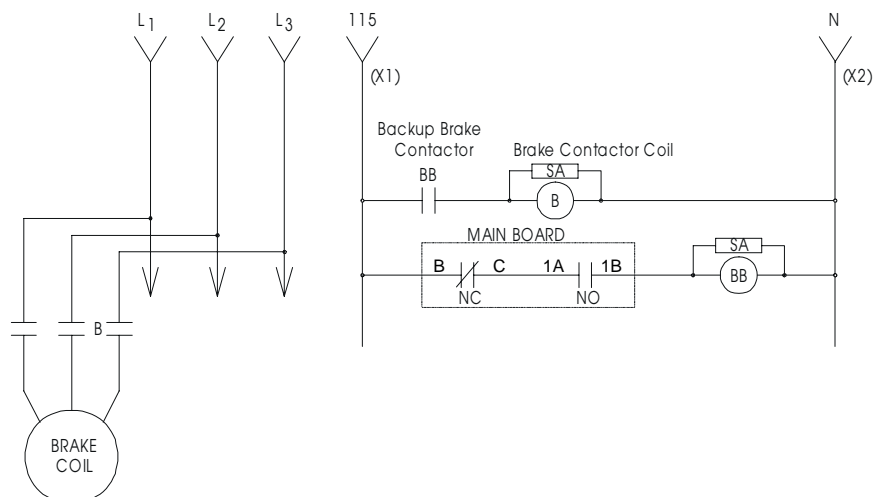 L1 L2 L3 115 N
(X1) (X2)
Backup Brake
Contactor
Brake Contactor Coil
BB
SA
B
MAIN BOARD
B C 1A 1B
NC NO
SA
BB
B
BRAKE
COIL